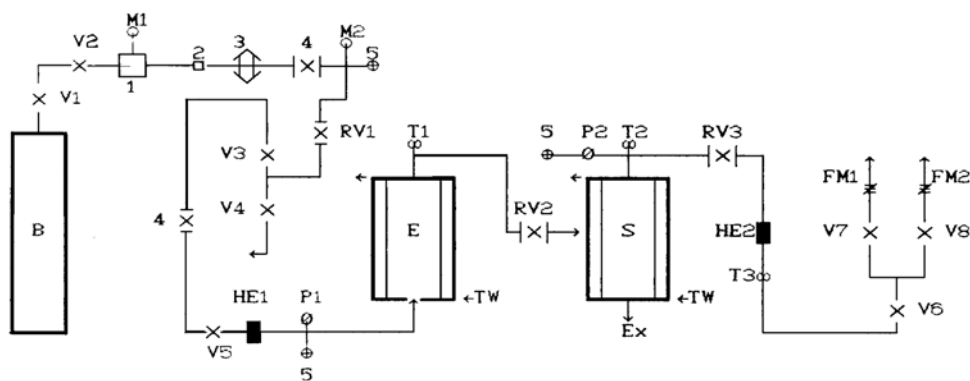 M1
M2
V2
2
3
4
5
1
V1
RV1
T1
5
P2
T2
RV3
V3
FM1
FM2
4
V4
RV2
B
E
S
HE2
V7
V8
T3
HE1
P1
←TW
←TW
V6
V5
Ex
5